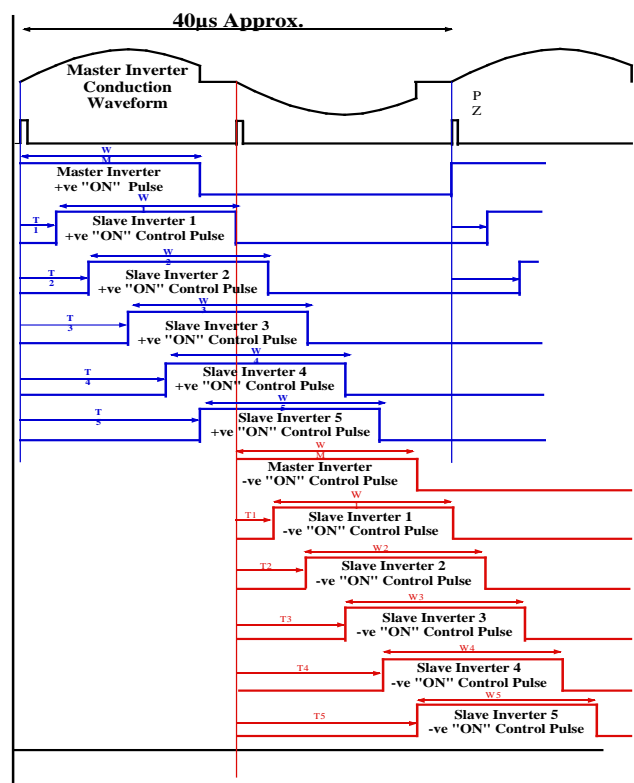 40µs Approx.
Master Inverter
Conduction
Waveform
P
Z
W
M
Master Inverter
+ve "ON" Pulse
W
1
T
1
Slave Inverter 1
+ve "ON" Control Pulse
W
2
T
2
Slave Inverter 2
+ve "ON" Control Pulse
W
3
T
3
Slave Inverter 3
+ve "ON" Control Pulse
W
4
T
4
Slave Inverter 4
+ve "ON" Control Pulse
W
5
T
5
Slave Inverter 5
+ve "ON" Control Pulse
W
M
Master Inverter
-ve "ON" Control Pulse
W
1
T1
Slave Inverter 1
-ve "ON" Control Pulse
W2
T2
Slave Inverter 2
-ve "ON" Control Pulse
W3
T3
Slave Inverter 3
-ve "ON" Control Pulse
W4
T4
Slave Inverter 4
-ve "ON" Control Pulse
W5
T5
Slave Inverter 5
-ve "ON" Control Pulse